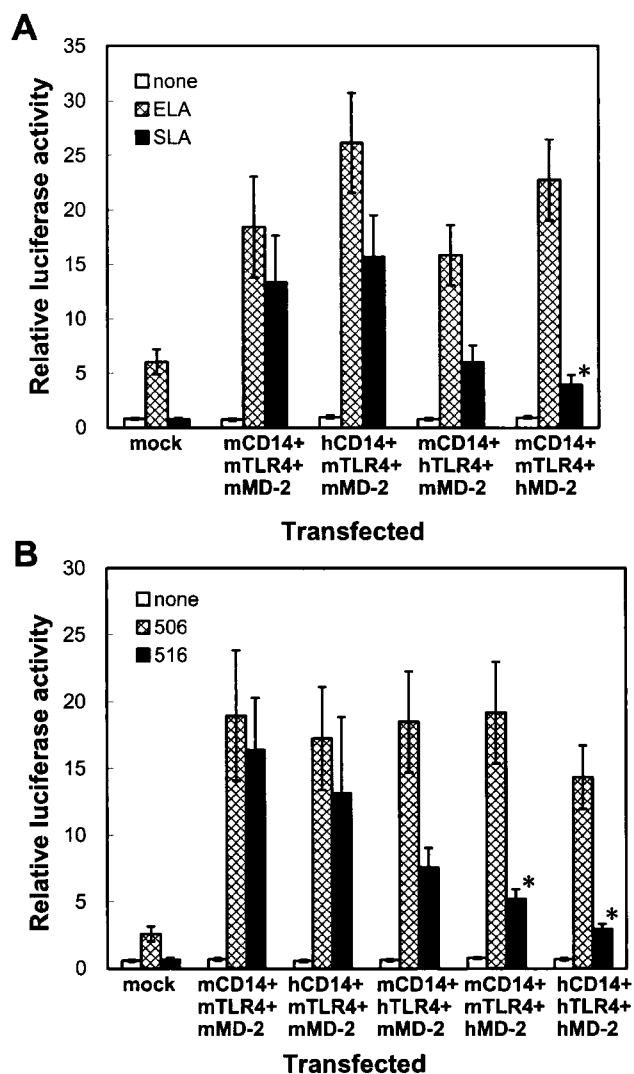 A
35
30
25
20
15
10
5
0
Relative luciferase activity
none
ELA
SLA
*
mock
mCD14+
mTLR4+
mMD-2
hCD14+
mTLR4+
mMD-2
mCD14+
hTLR4+
mMD-2
mCD14+
mTLR4+
hMD-2
Transfected
B
30
25
20
15
10
5
0
Relative luciferase activity
none
506
516
*
*
mock
mCD14+
mTLR4+
mMD-2
hCD14+
mTLR4+
mMD-2
mCD14+
hTLR4+
mMD-2
mCD14+
mTLR4+
hMD-2
hCD14+
hTLR4+
hMD-2
Transfected